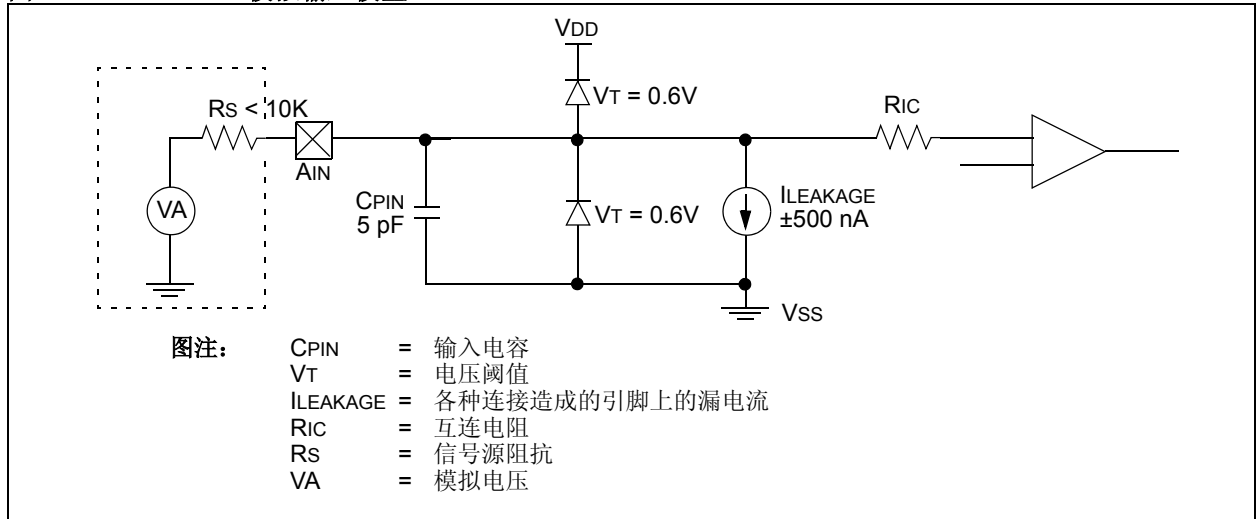 VDD
VT = 0.6V
RS < 10K
RIC
AIN
VA
CPIN
5 pF
VT = 0.6V
ILEAKAGE
±500 nA
VSS
图注：
CPIN = 输入电容
VT = 电压阈值
ILEAKAGE = 各种连接造成的引脚上的漏电流
RIC = 互连电阻
RS = 信号源阻抗
VA = 模拟电压